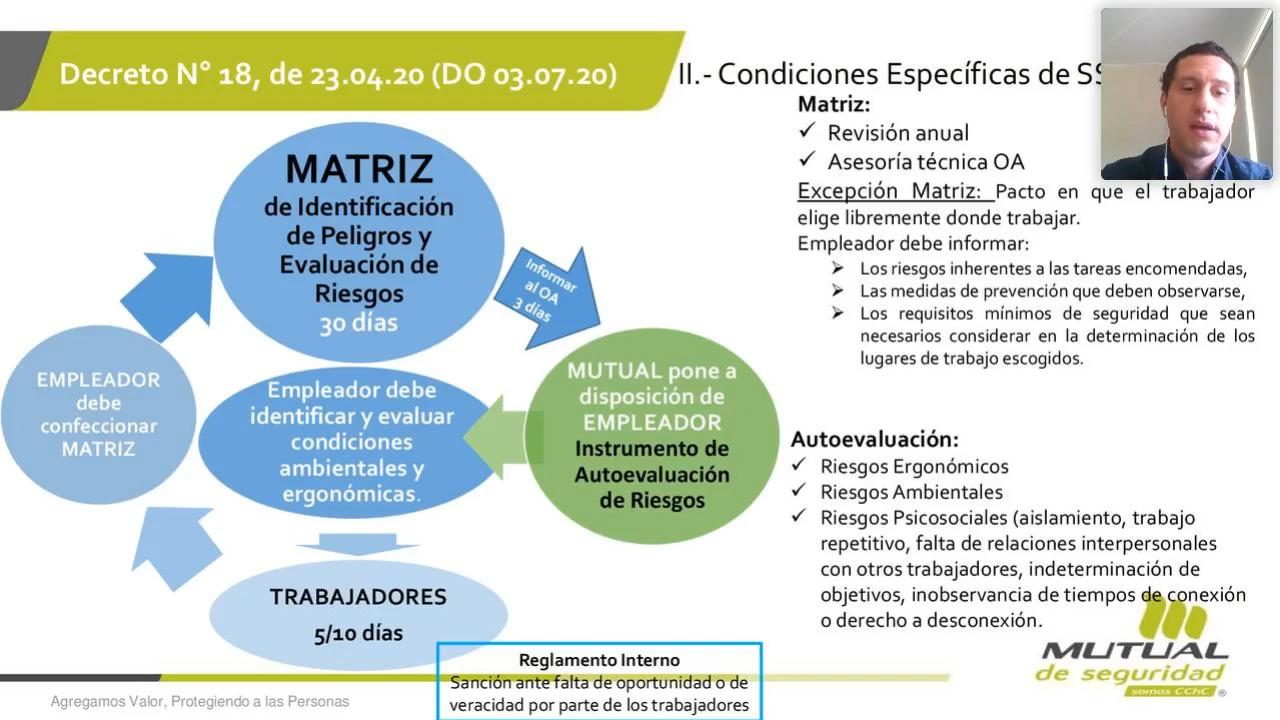 Decreto N° 18, de 23.04.20 (DO 03.07.20)
II.- Condiciones Específicas de
MATRIZ
de Identificación
de Peligros y
Evaluación de
Riesgos
30 días
Informar
al OA
3 días
EMPLEADOR
debe
confeccionar
MATRIZ
Empleador debe
identificar y evaluar
condiciones
ambientales y
ergonómicas.
MUTUAL pone a
disposición de
EMPLEADOR
Instrumento de
Autoevaluación
de Riesgos
TRABAJADORES
5/10 días
Matriz:
✓ Revisión anual
✓ Asesoría técnica OA
Excepción Matriz: Pacto en que el trabajador
elige libremente donde trabajar.
Empleador debe informar:
➢ Los riesgos inherentes a las tareas encomendadas,
➢ Las medidas de prevención que deben observarse,
➢ Los requisitos mínimos de seguridad que sean
necesarios considerar en la determinación de los
lugares de trabajo escogidos.
Autoevaluación:
✓ Riesgos Ergonómicos
✓ Riesgos Ambientales
✓ Riesgos Psicosociales (aislamiento, trabajo
repetitivo, falta de relaciones interpersonales
con otros trabajadores, indeterminación de
objetivos, inobservancia de tiempos de conexión
o derecho a desconexión.
Reglamento Interno
Sanción ante falta de oportunidad o de
veracidad por parte de los trabajadores
MUTUAL
de seguridad
somos CChC ®
Agregamos Valor, Protegiendo a las Personas